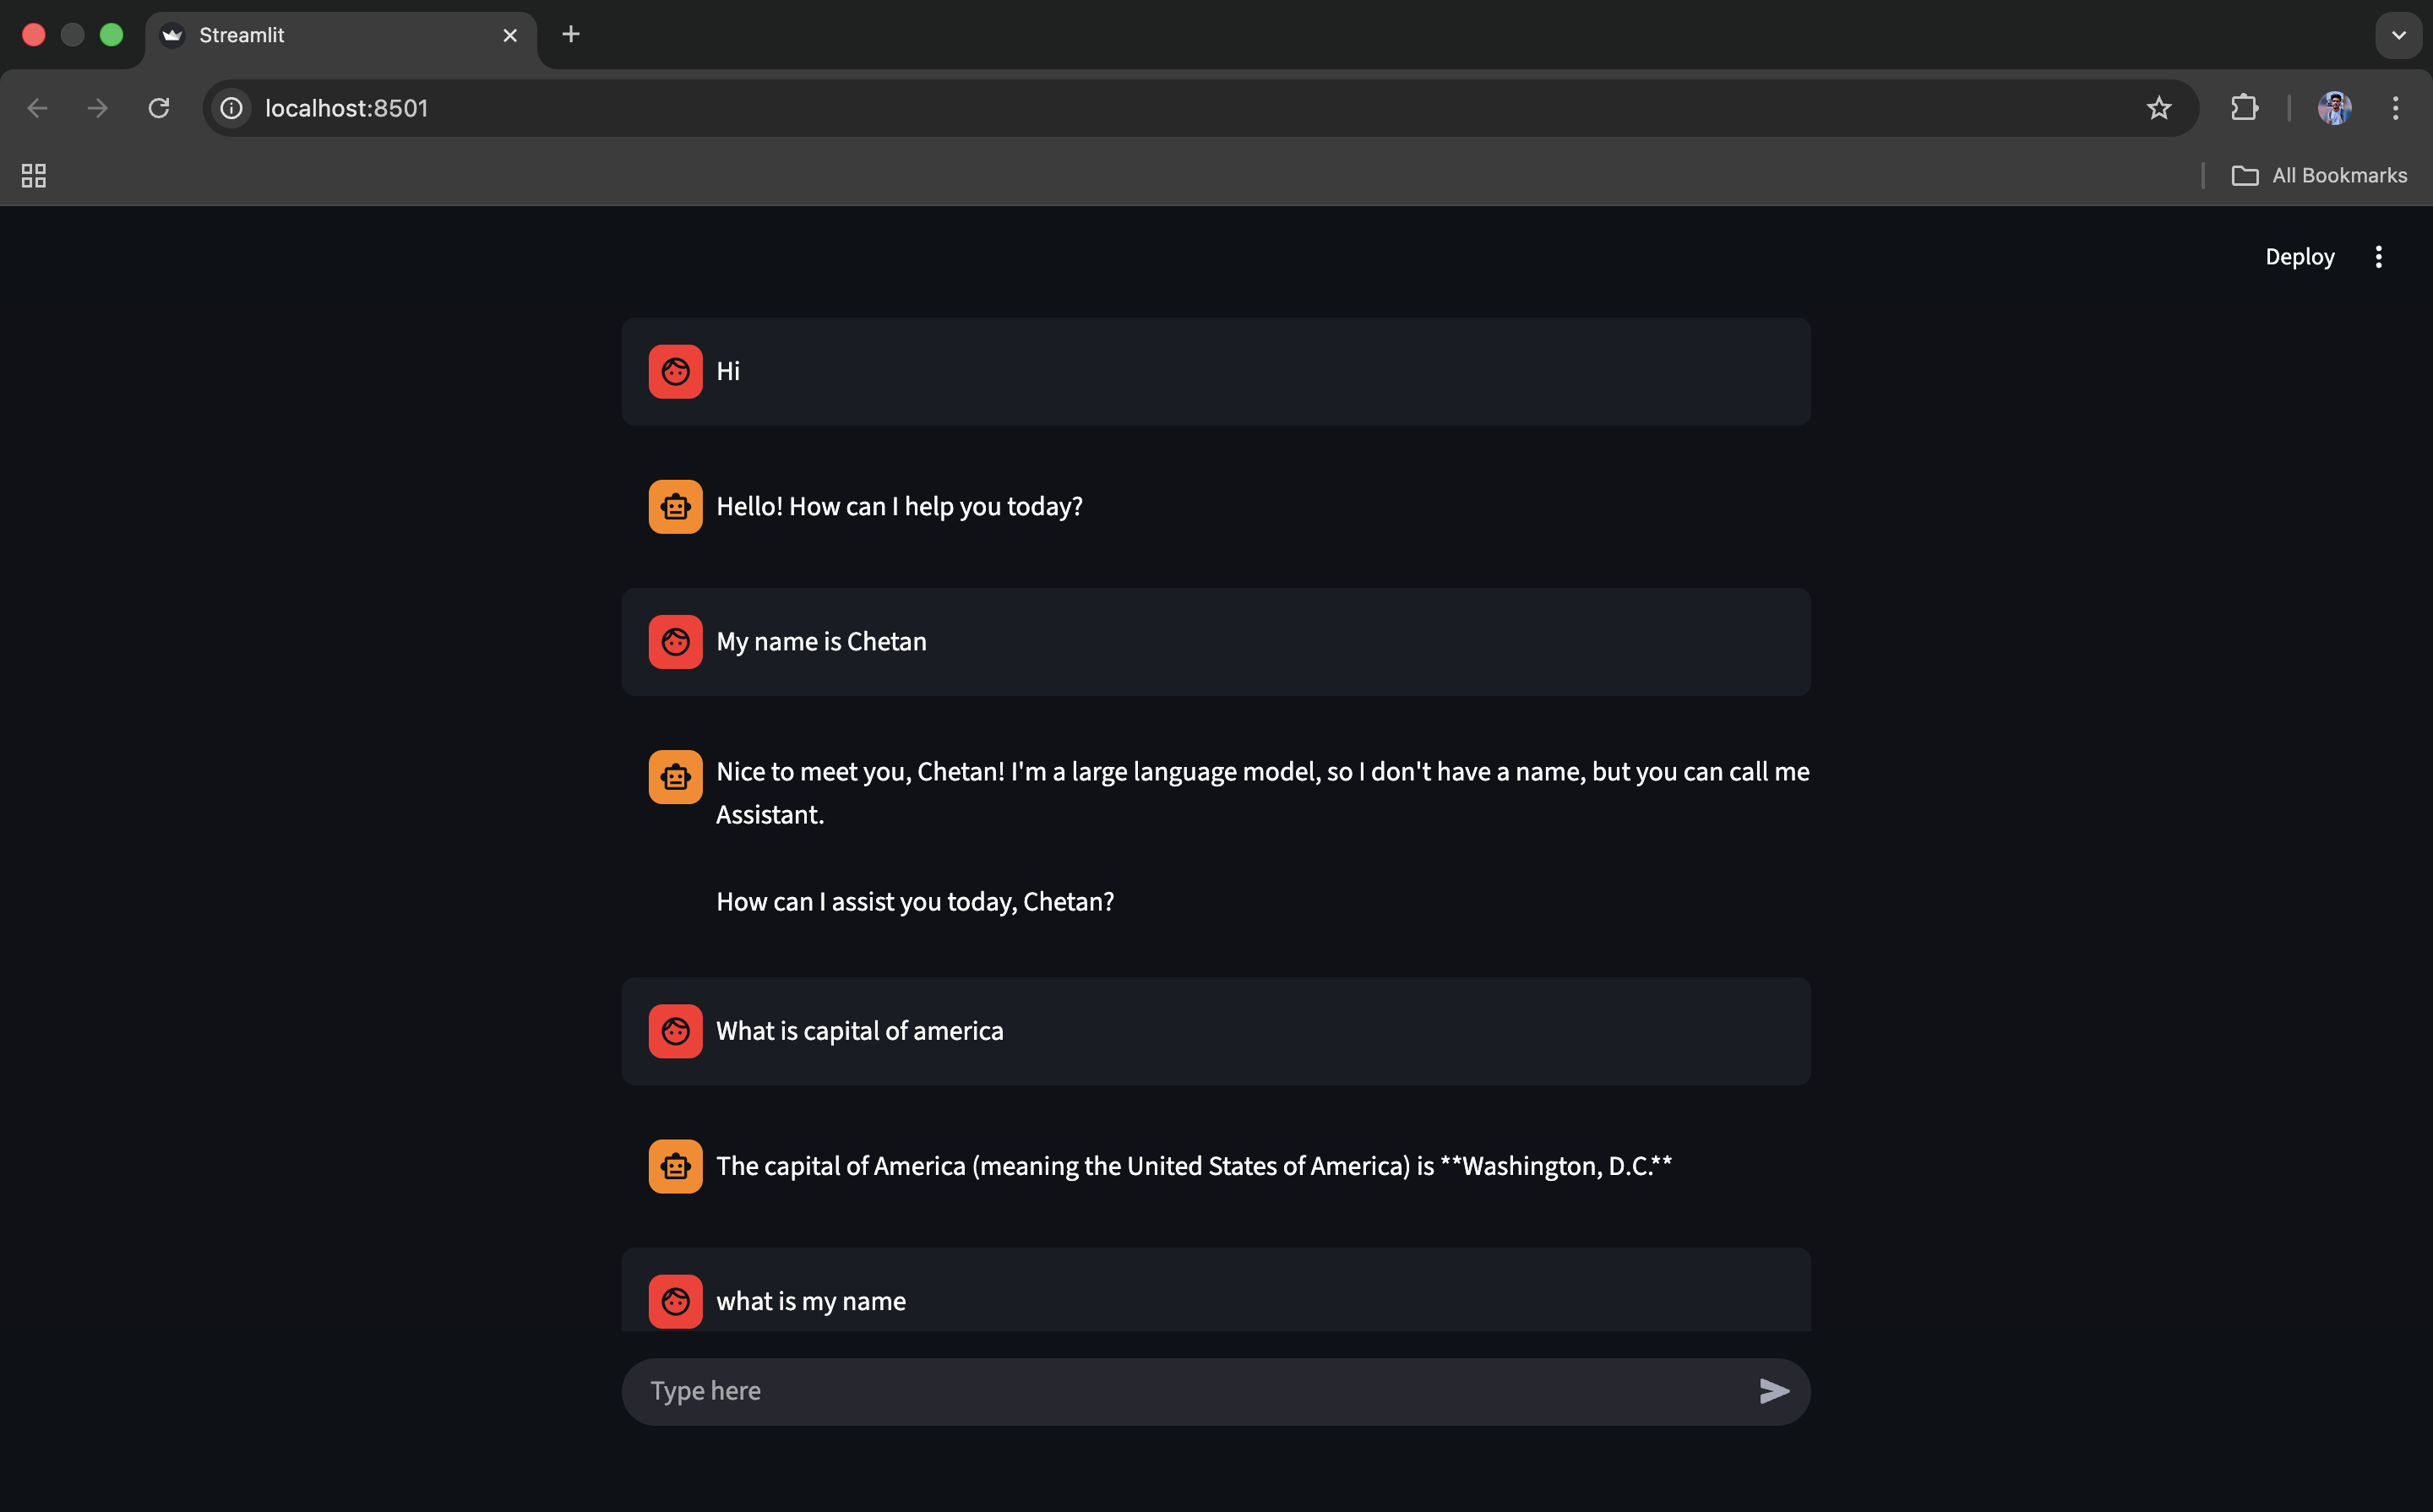 Streamlit
localhost:8501
All Bookmarks
Deploy
Hi
Hello! How can I help you today?
My name is Chetan
Nice to meet you, Chetan! I'm a large language model, so I don't have a name, but you can call me
Assistant.
How can I assist you today, Chetan?
What is capital of america
The capital of America (meaning the United States of America) is **Washington, D.C.**
what is my name
Type here